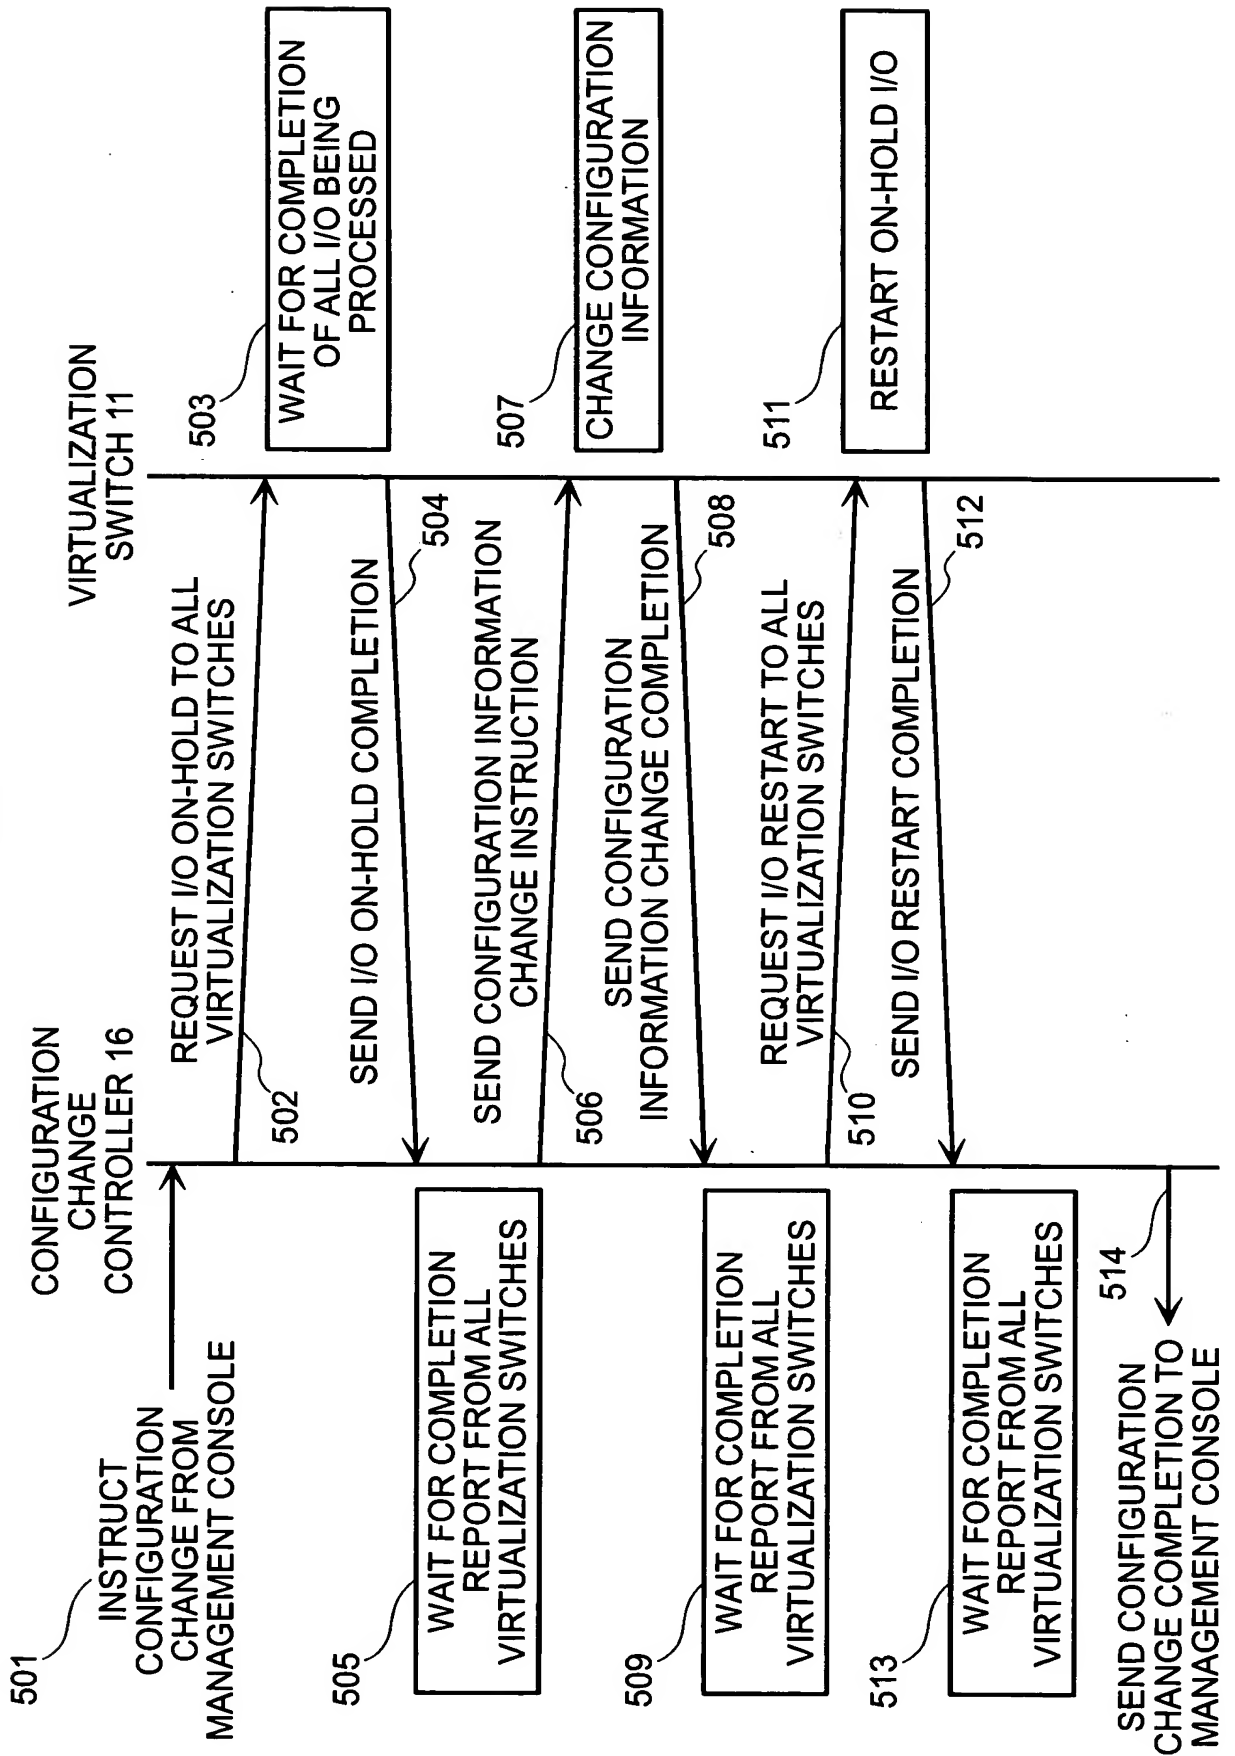 501
INSTRUCT
CONFIGURATION
CHANGE FROM
MANAGEMENT CONSOLE
CONFIGURATION
CHANGE
CONTROLLER 16
VIRTUALIZATION
SWITCH 11
REQUEST I/O ON-HOLD TO ALL
VIRTUALIZATION SWITCHES
502
503
WAIT FOR COMPLETION
OF ALL I/O BEING
PROCESSED
SEND I/O ON-HOLD COMPLETION
504
505
WAIT FOR COMPLETION
REPORT FROM ALL
VIRTUALIZATION SWITCHES
SEND CONFIGURATION INFORMATION
CHANGE INSTRUCTION
506
507
CHANGE CONFIGURATION
INFORMATION
SEND CONFIGURATION
INFORMATION CHANGE COMPLETION
508
509
WAIT FOR COMPLETION
REPORT FROM ALL
VIRTUALIZATION SWITCHES
REQUEST I/O RESTART TO ALL
VIRTUALIZATION SWITCHES
510
511
RESTART ON-HOLD I/O
SEND I/O RESTART COMPLETION
512
513
WAIT FOR COMPLETION
REPORT FROM ALL
VIRTUALIZATION SWITCHES
514
SEND CONFIGURATION
CHANGE COMPLETION TO
MANAGEMENT CONSOLE